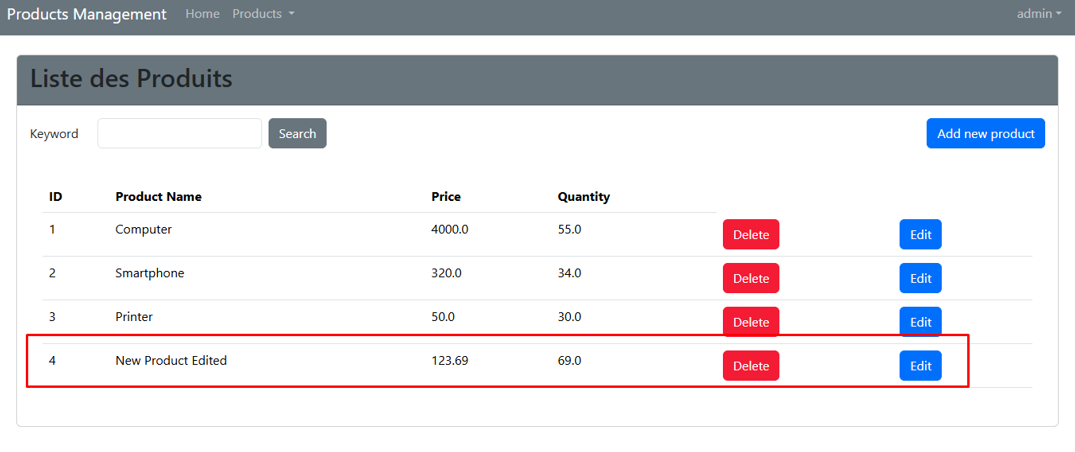 Products Management Home Products admin
Liste des Produits
Keyword Search Add new product
ID Product Name Price Quantity
1 Computer 4000.0 55.0 Delete Edit
2 Smartphone 320.0 34.0 Delete Edit
3 Printer 50.0 30.0 Delete Edit
4 New Product Edited 123.69 69.0 Delete Edit